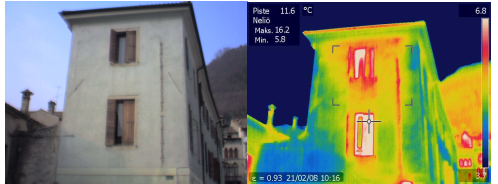 Piste 11.6 °C
Neliö
Maks. 16.2
Min. 5.8
6.8
ε = 0.93 21/02/08 10:16